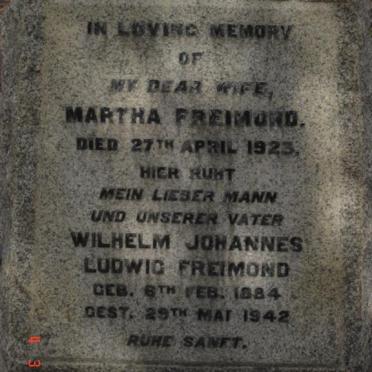 IN LOVING MEMORY
OF
MY DEAR WIFE,
MARTHA FREIMOND.
DIED 27TH APRIL 1923.
HIER RUHT
MEIN LIEBER MANN
UND UNSERER VATER
WILHELM JOHANNES
LUDWIG FREIMOND
GEB. 6TH FEB. 1884
GEST. 29TH MAI 1942
RUHE SANFT.